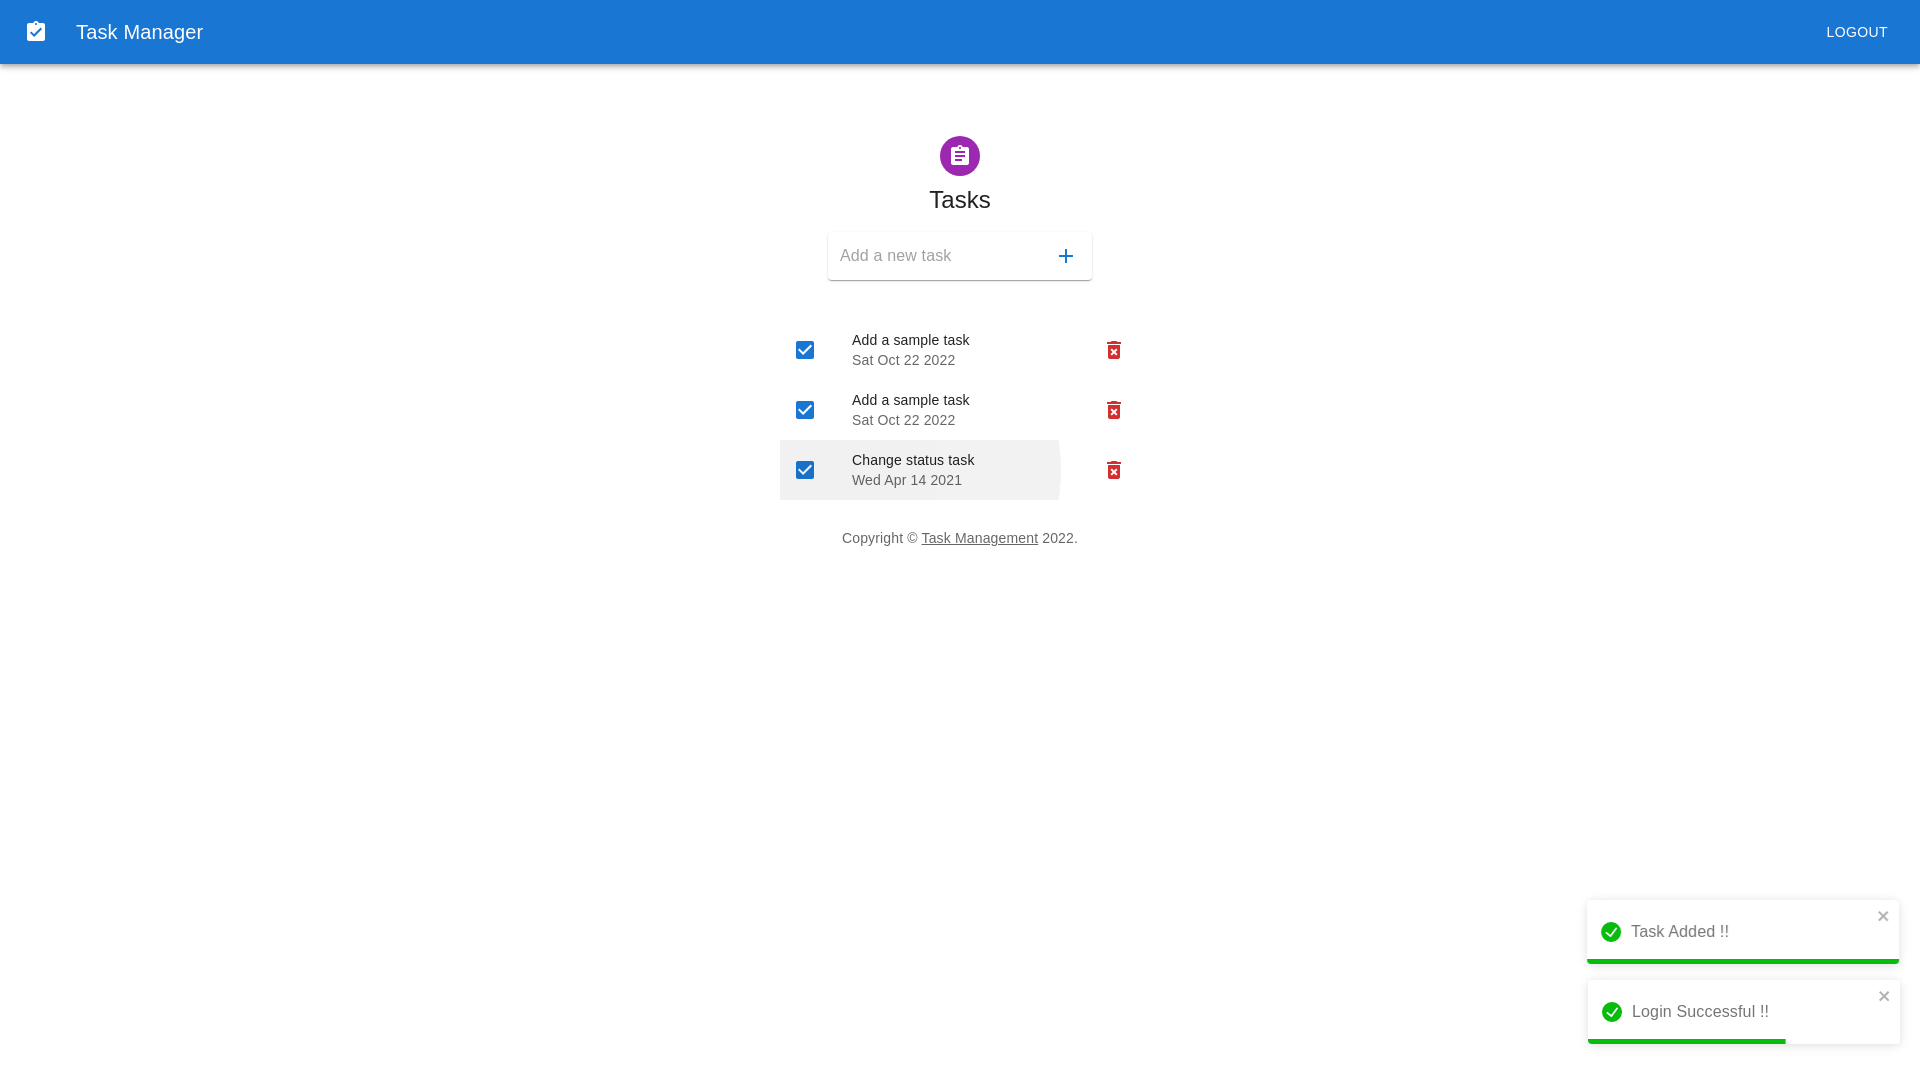 Task Manager
LOGOUT
Tasks
Add a new task
Add a sample task
Sat Oct 22 2022
Add a sample task
Sat Oct 22 2022
Change status task
Wed Apr 14 2021
Copyright © Task Management 2022.
Task Added !!
Login Successful !!